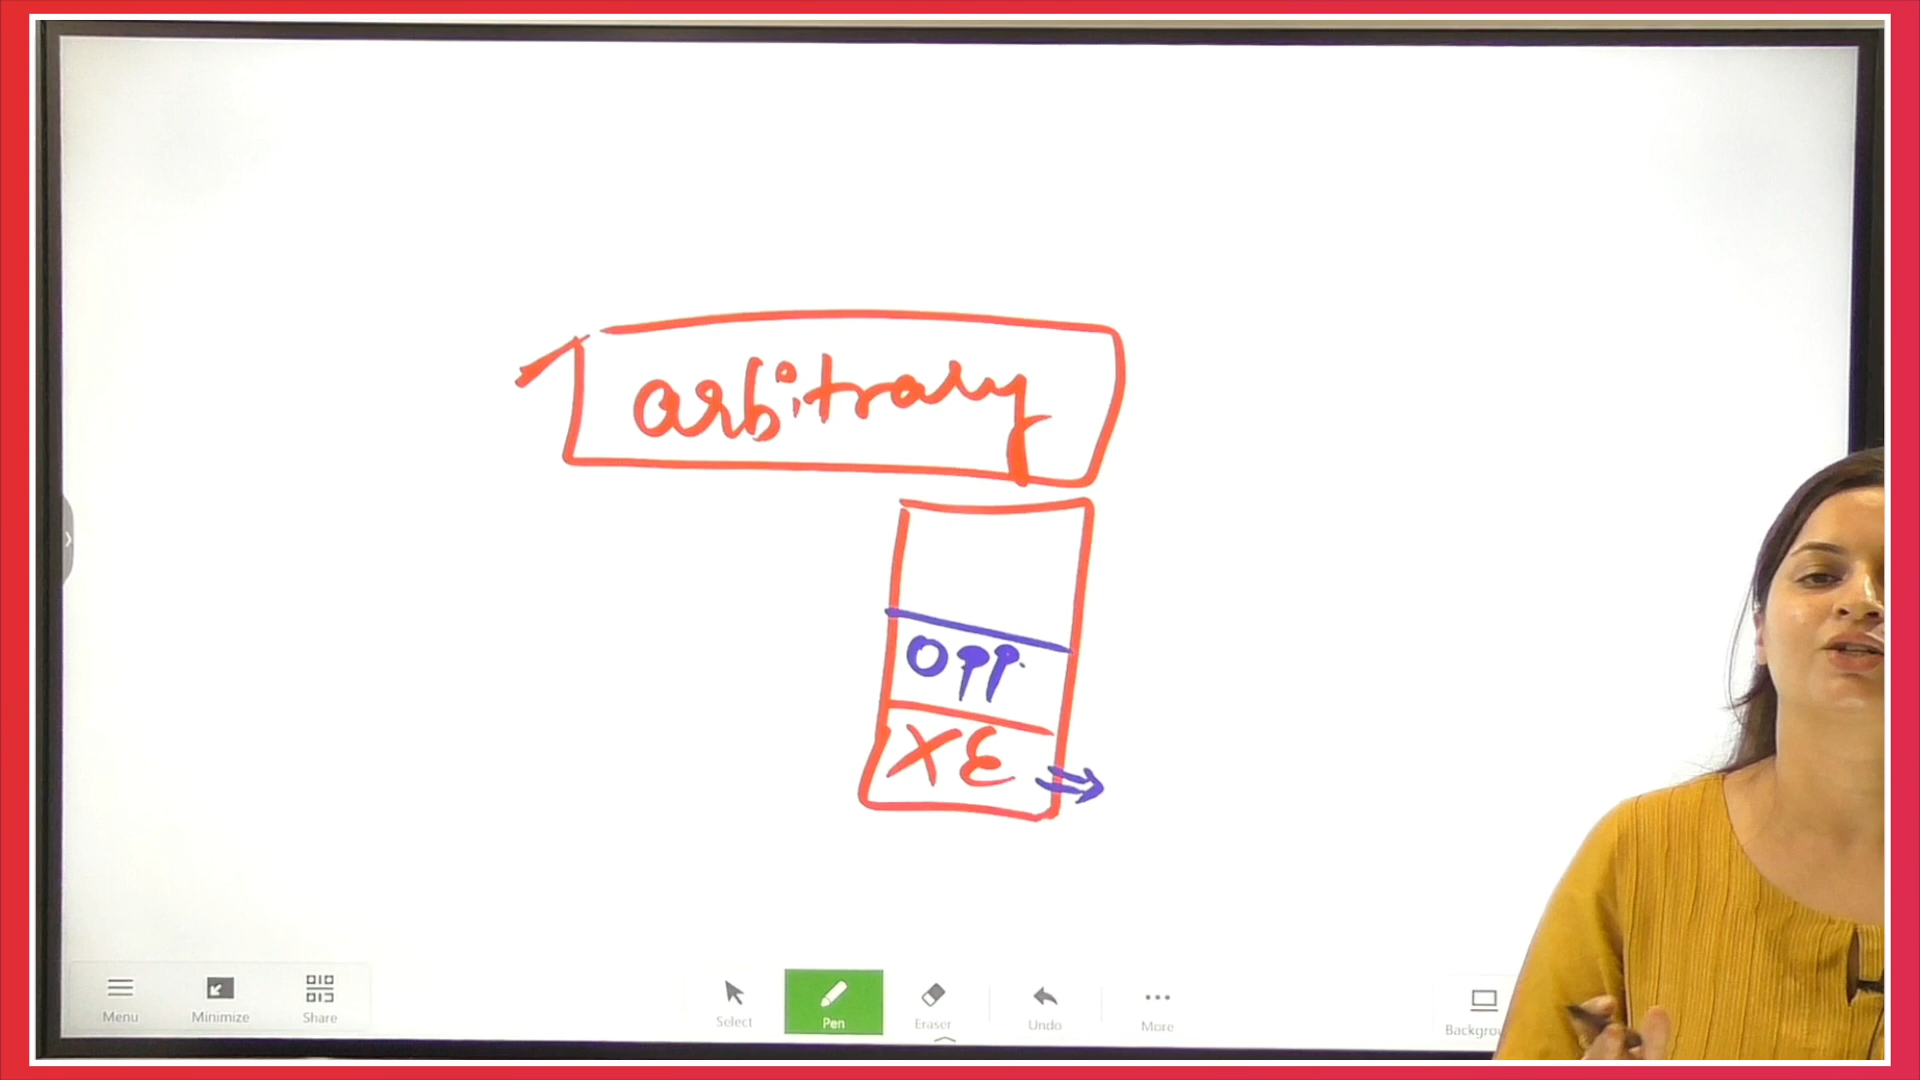 arbitrary
OPP.
XE
Menu
Minimize
Share
Select
Pen
Eraser
Undo
More